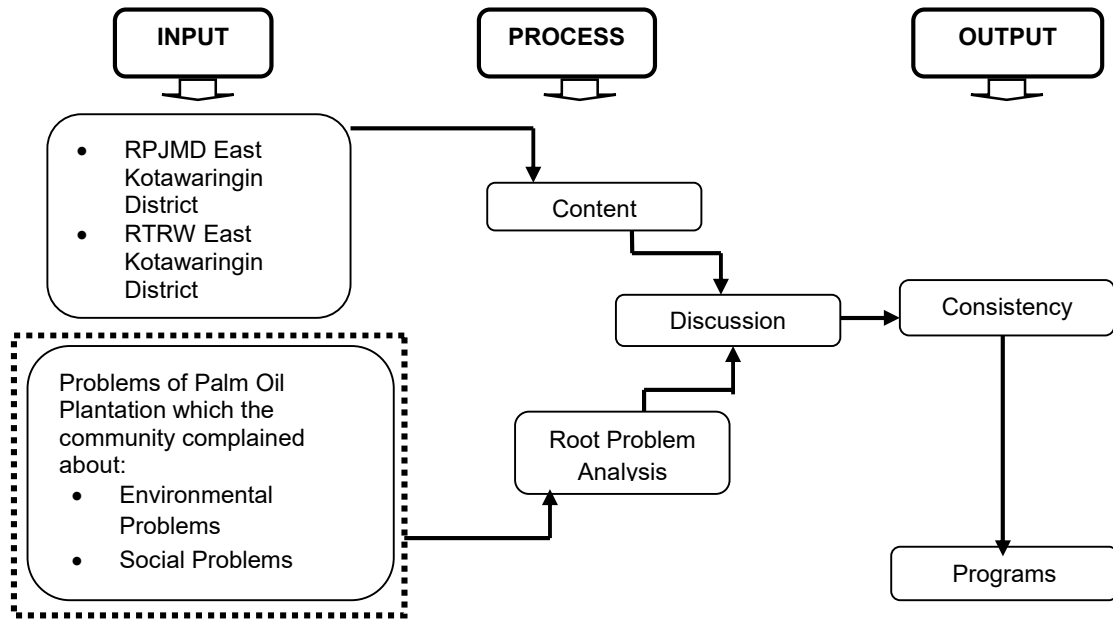 INPUT
PROCESS
OUTPUT
• RPJMD East
Kotawaringin
District
• RTRW East
Kotawaringin
District
Content
Discussion
Consistency
Problems of Palm Oil
Plantation which the
community complained
about:
• Environmental
Problems
• Social Problems
Root Problem
Analysis
Programs